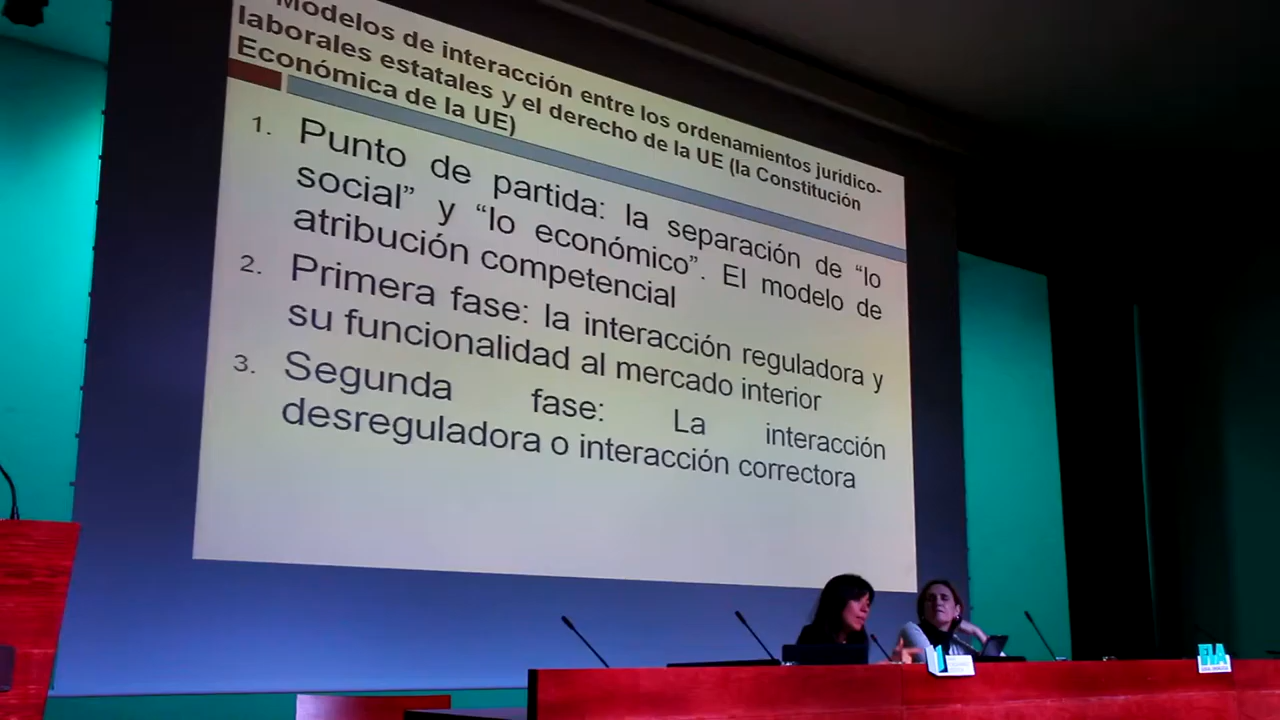 Modelos de interacción entre los ordenamientos juridico-
laborales estatales y el derecho de la UE (la Constitución
Económica de la UE)
1. Punto de partida: la separación de “lo
social” y “lo económico”. El modelo de
atribución competencial
2. Primera fase: la interacción reguladora y
su funcionalidad al mercado interior
3. Segunda fase: La interacción
desreguladora o interacción correctora